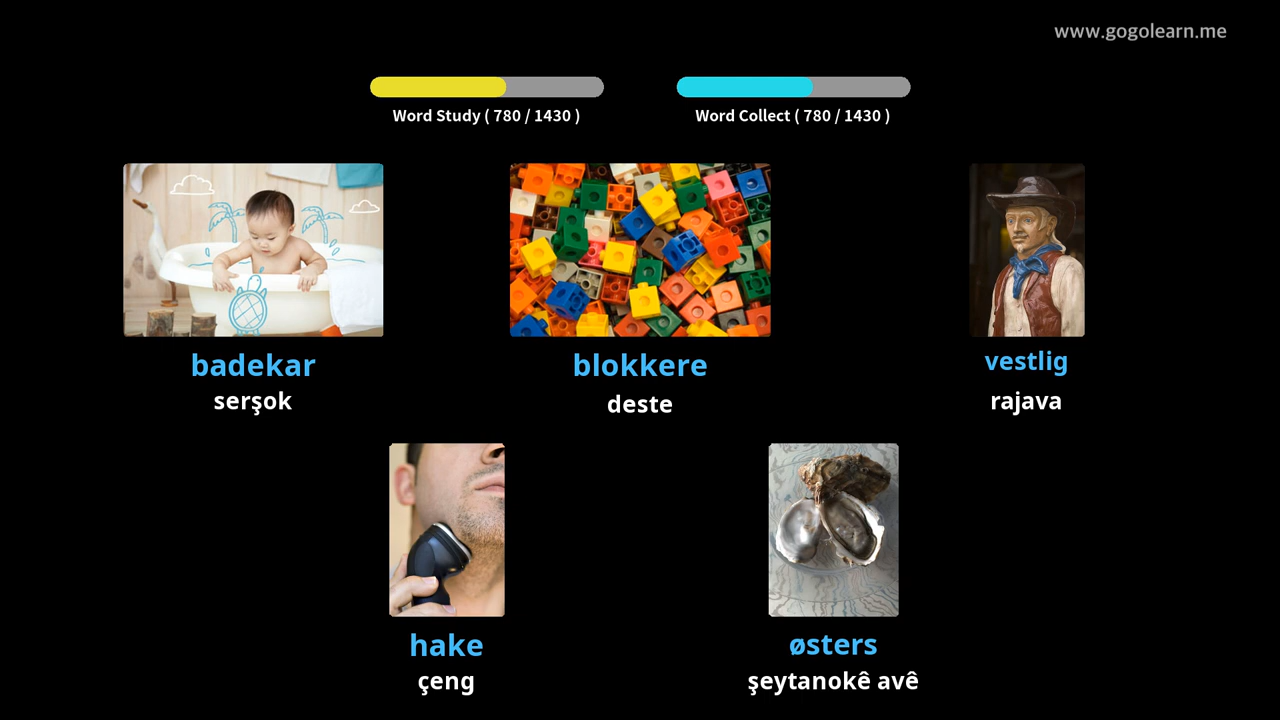 www.gogolearn.me
Word Study ( 780 / 1430 )
Word Collect ( 780 / 1430 )
badekar
serşok
blokkere
deste
vestlig
rajava
hake
çeng
østers
şeytanokê avê